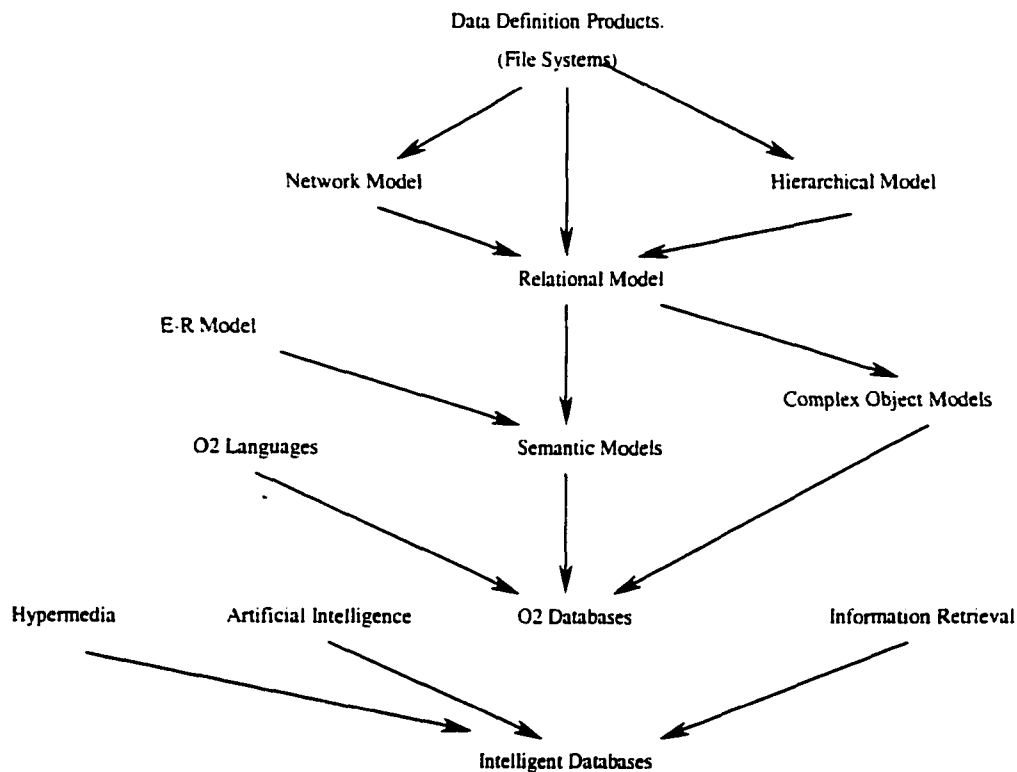 Data Definition Products.
(File Systems)
Network Model
Hierarchical Model
Relational Model
E-R Model
Complex Object Models
O2 Languages
Semantic Models
Hypermedia
Artificial Intelligence
O2 Databases
Information Retrieval
Intelligent Databases